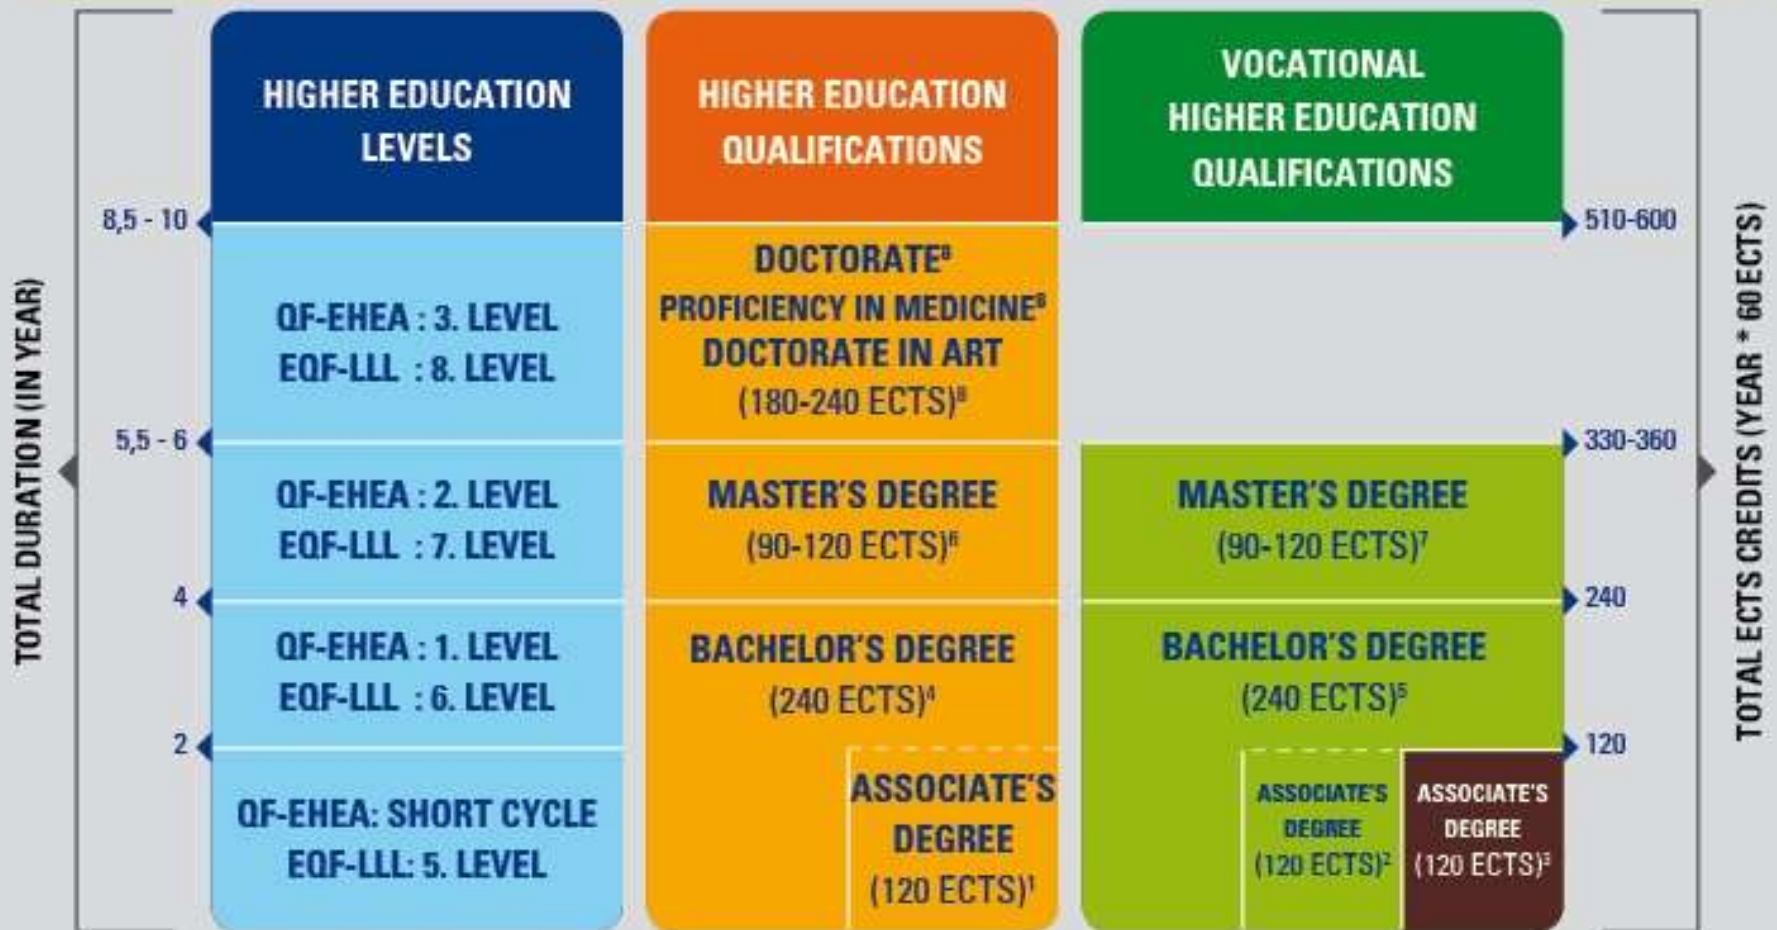 TOTAL DURATION (IN YEAR)
HIGHER EDUCATION
LEVELS
HIGHER EDUCATION
QUALIFICATIONS
VOCATIONAL
HIGHER EDUCATION
QUALIFICATIONS
8,5 - 10
510-600
QF-EHEA : 3. LEVEL
EQF-LLL : 8. LEVEL
DOCTORATE⁸
PROFICIENCY IN MEDICINE⁸
DOCTORATE IN ART
(180-240 ECTS)⁸
5,5 - 6
330-360
QF-EHEA : 2. LEVEL
EQF-LLL : 7. LEVEL
MASTER'S DEGREE
(90-120 ECTS)⁶
MASTER'S DEGREE
(90-120 ECTS)⁷
4
240
QF-EHEA : 1. LEVEL
EQF-LLL : 6. LEVEL
BACHELOR'S DEGREE
(240 ECTS)⁴
BACHELOR'S DEGREE
(240 ECTS)⁵
2
120
QF-EHEA: SHORT CYCLE
EQF-LLL: 5. LEVEL
ASSOCIATE'S
DEGREE
(120 ECTS)¹
ASSOCIATE'S
DEGREE
(120 ECTS)²
ASSOCIATE'S
DEGREE
(120 ECTS)³
TOTAL ECTS CREDITS (YEAR * 60 ECTS)